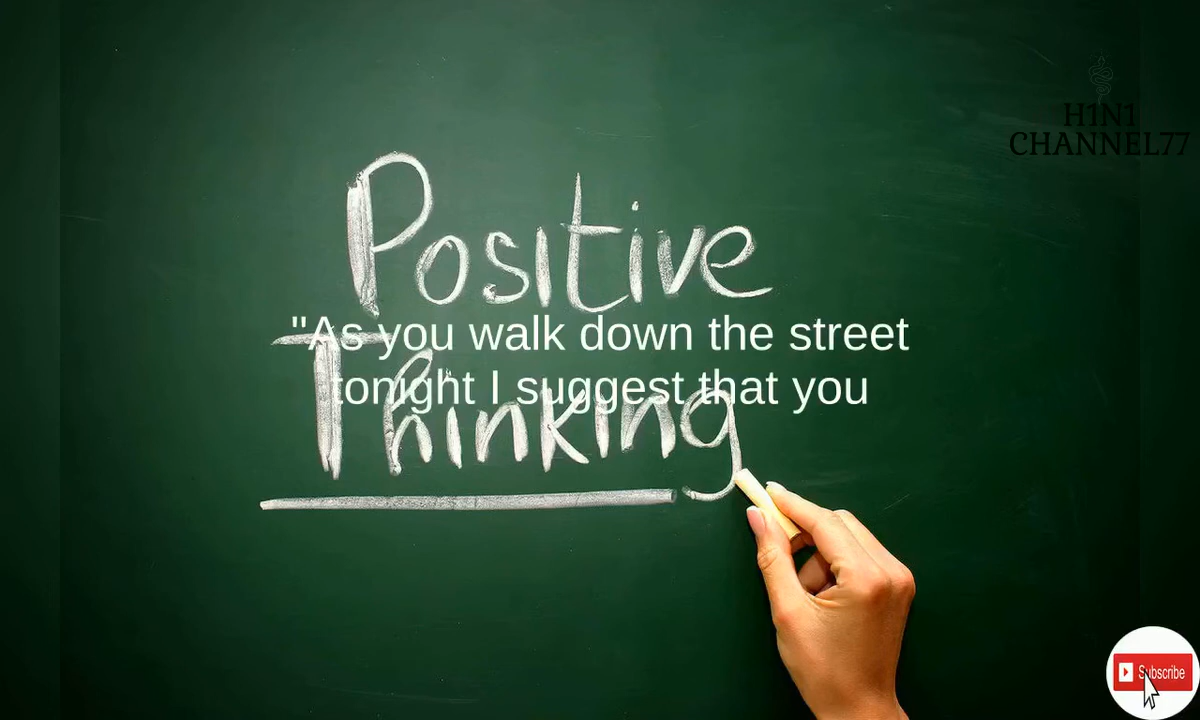 H1N1
CHANNEL77
Positive
"As you walk down the street
Thinking
tonight I suggest that you
Subscribe